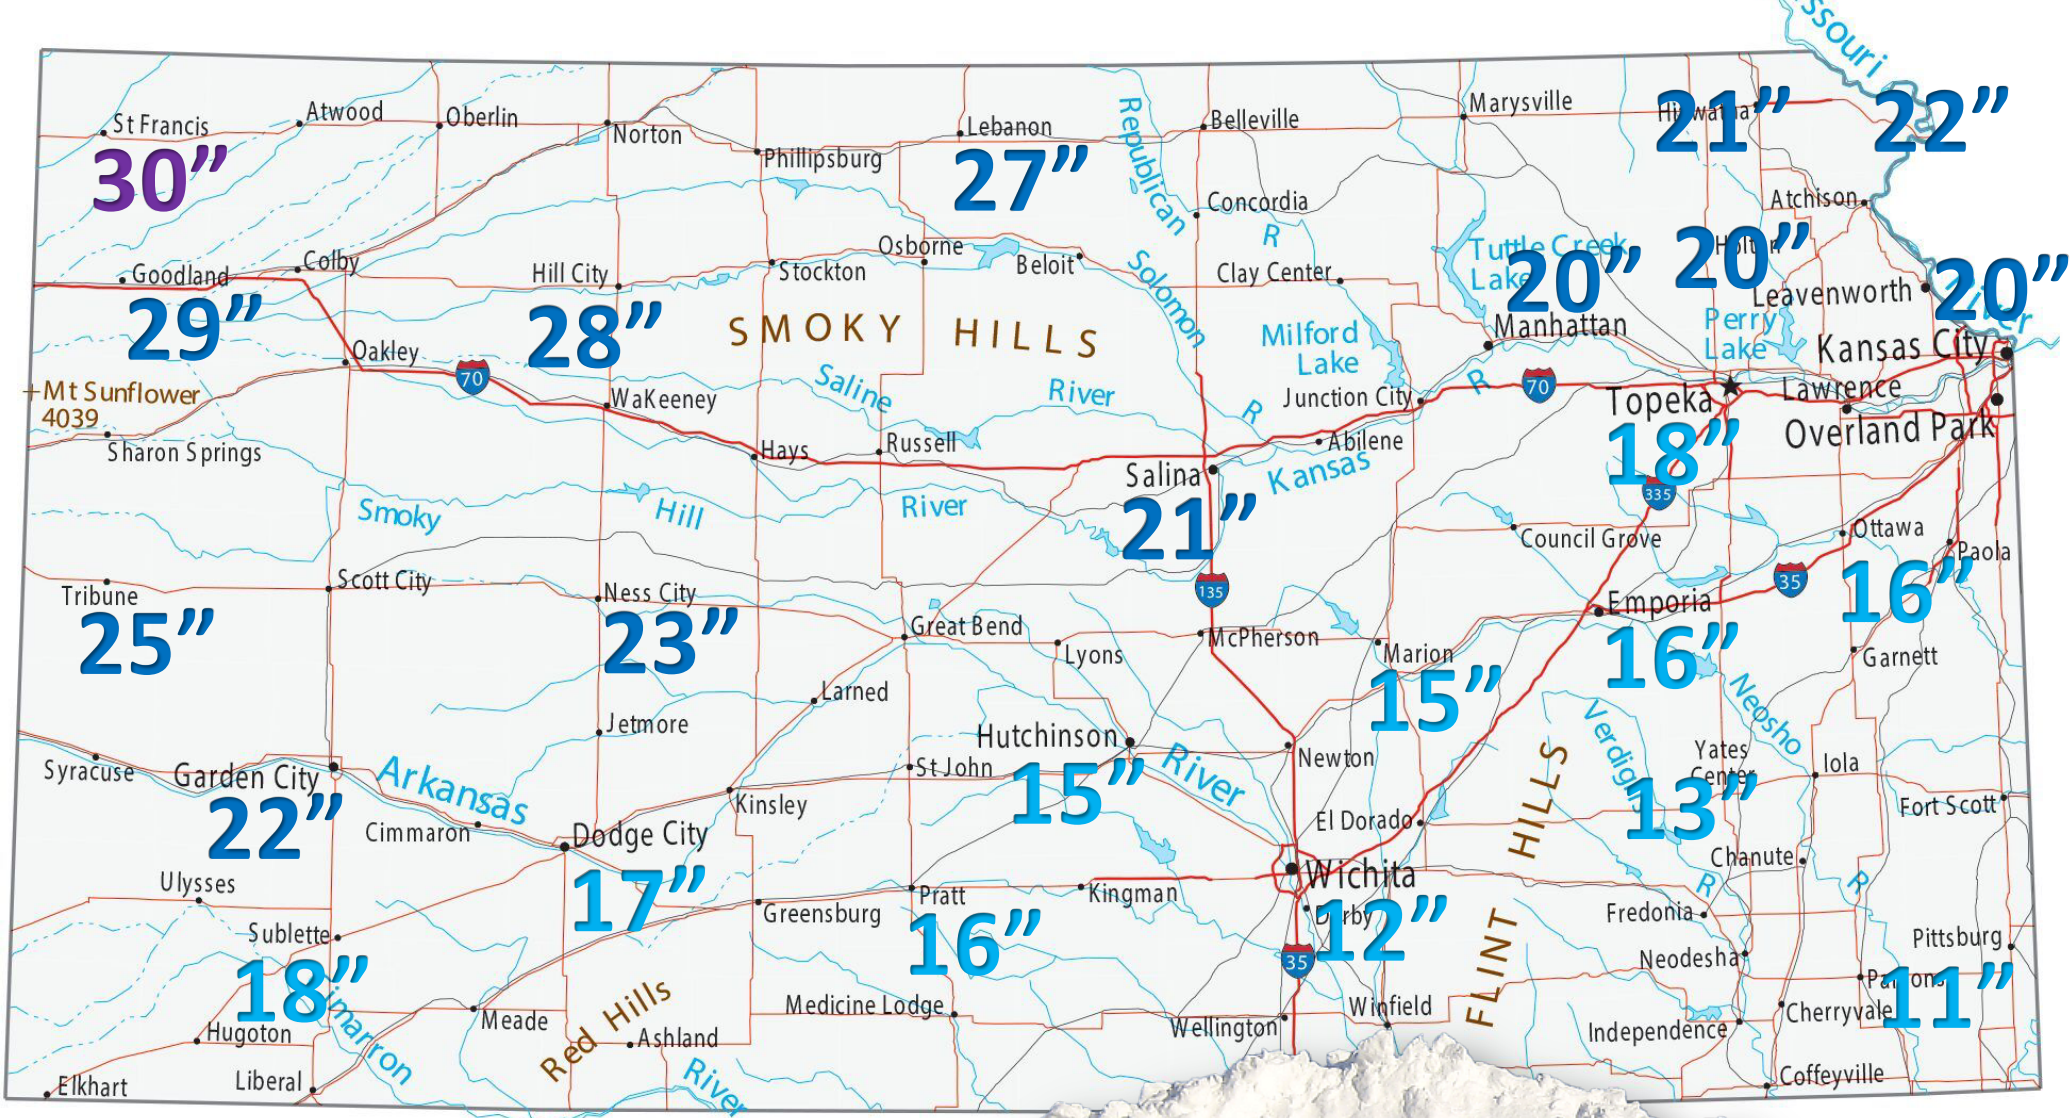 ssouri
St Francis
Atwood
Oberlin
Norton
Phillipsburg
Lebanon
Republican
Belleville
Marysville
21”
22”
30”
27”
Concordia
R
Atchison
Goodland
Colby
Hill City
Stockton
Osborne
Beloit
Solomon
Clay Center
Tuttle Creek
Lake
20”
20”
Leavenworth
20”
River
29”
28”
SMOKY HILLS
Milford
Lake
Manhattan
Perry
Lake
Kansas City
Oakley
70
+Mt Sunflower
4039
Sharon Springs
WaKeeney
Saline
River
R
Junction City
R
70
Topeka
Lawrence
Overland Park
18”
Hays
Russell
Salina
Abilene
Kansas
335
Smoky
Hill
River
21”
Council Grove
Ottawa
Paola
Tribune
25”
Scott City
Ness City
23”
135
35
16”
Emporia
16”
Great Bend
Lyons
McPherson
Marion
15”
Garnett
Neosho
Larned
Jetmore
Hutchinson
15”
River
Newton
Verdigri
Yates
Center
13”
Iola
Fort Scott
Syracuse
Garden City
22”
Arkansas
Cimmaron
Dodge City
17”
St John
Kinsley
El Dorado
FLINT HILLS
Chanute
R
R
Ulysses
Sublette
18”
Greensburg
Pratt
16”
Kingman
Wichita
Derby
12”
35
Fredonia
Neodesha
Pittsburg
Parsons
11”
Cimarron
Hugoton
Meade
Red Hills
Ashland
Medicine Lodge
Wellington
Winfield
Independence
Cherryvale
Elkhart
Liberal
River
Coffeyville